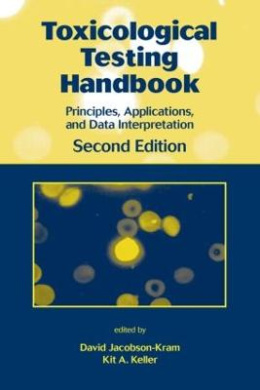 Toxicological
Testing
Handbook
Principles, Applications,
and Data Interpretation
Second Edition
edited by
David Jacobson-Kram
Kit A. Keller